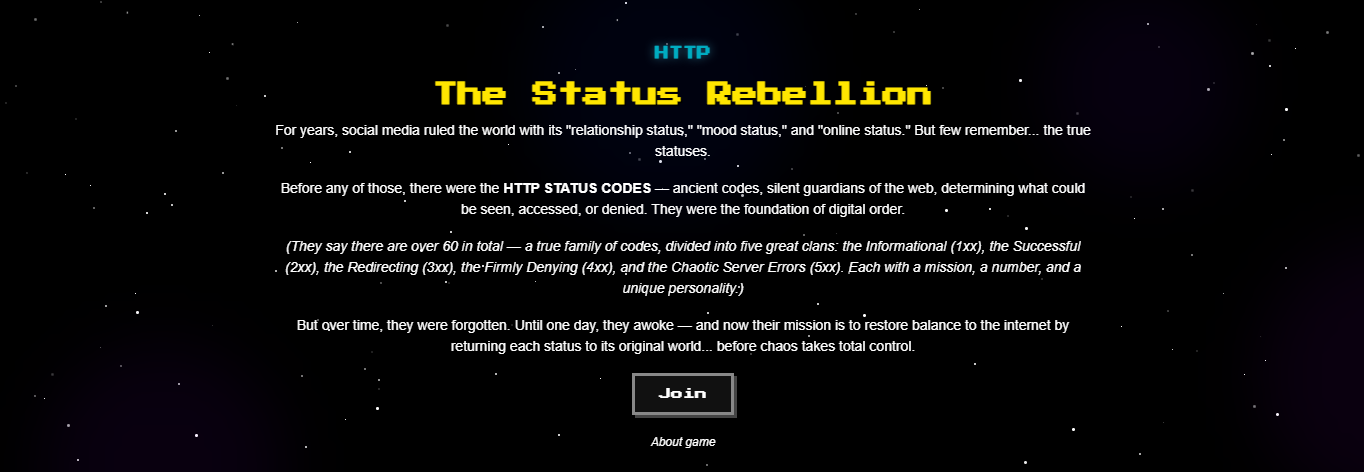 HTTP
The Status Rebellion
For years, social media ruled the world with its "relationship status," "mood status," and "online status." But few remember... the true
statuses.
Before any of those, there were the HTTP STATUS CODES — ancient codes, silent guardians of the web, determining what could
be seen, accessed, or denied. They were the foundation of digital order.
(They say there are over 60 in total — a true family of codes, divided into five great clans: the Informational (1xx), the Successful
(2xx), the Redirecting (3xx), the Firmly Denying (4xx), and the Chaotic Server Errors (5xx). Each with a mission, a number, and a
unique personality.)
But over time, they were forgotten. Until one day, they awoke — and now their mission is to restore balance to the internet by
returning each status to its original world... before chaos takes total control.
Join
About game